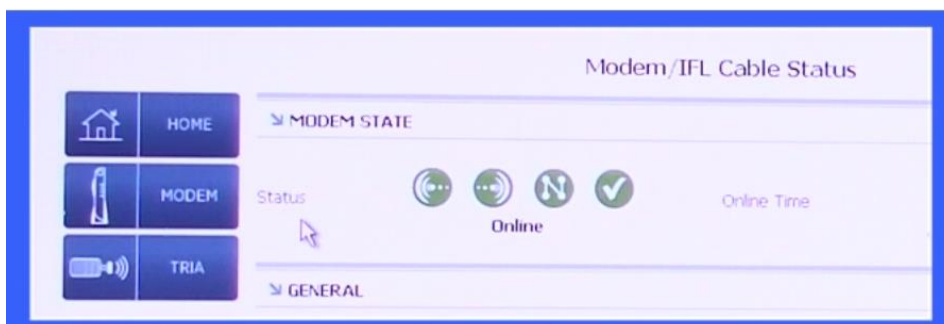 Modem/IFL Cable Status
HOME
MODEM STATE
MODEM
Status
Online
Online Time
TRIA
GENERAL